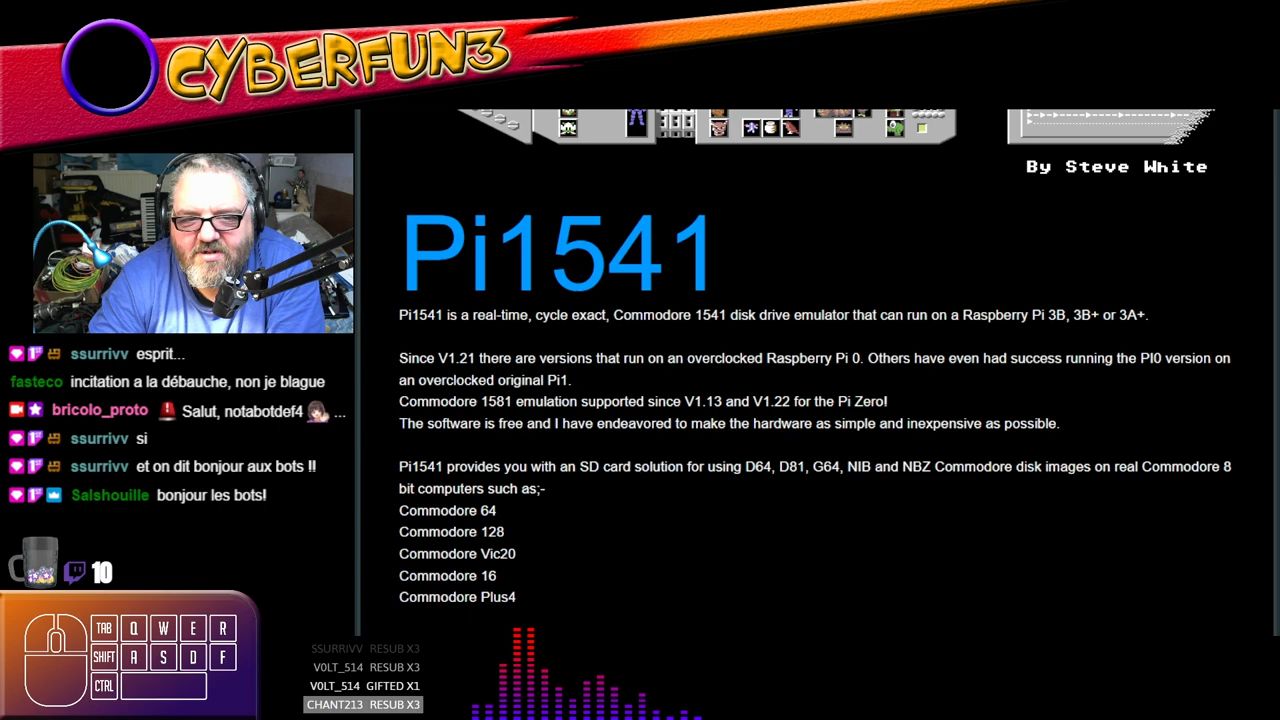 CYBERFUN3
By Steve White
Pi1541
Pi1541 is a real-time, cycle exact, Commodore 1541 disk drive emulator that can run on a Raspberry Pi 3B, 3B+ or 3A+.
Since V1.21 there are versions that run on an overclocked Raspberry Pi 0. Others have even had success running the PI0 version on
an overclocked original Pi1.
Commodore 1581 emulation supported since V1.13 and V1.22 for the Pi Zero!
The software is free and I have endeavored to make the hardware as simple and inexpensive as possible.
Pi1541 provides you with an SD card solution for using D64, D81, G64, NIB and NBZ Commodore disk images on real Commodore 8
bit computers such as;-
Commodore 64
Commodore 128
Commodore Vic20
Commodore 16
Commodore Plus4
ssurrivv esprit...
fasteco incitation a la débauche, non je blague
bricolo_proto Salut, notabotdef4 ...
ssurrivv si
ssurrivv et on dit bonjour aux bots !!
Salshouille bonjour les bots!
10
TAB Q W E R
SHIFT A S D F
CTRL
SSURRIVV RESUB X3
V0LT_514 RESUB X3
V0LT_514 GIFTED X1
CHANT213 RESUB X3